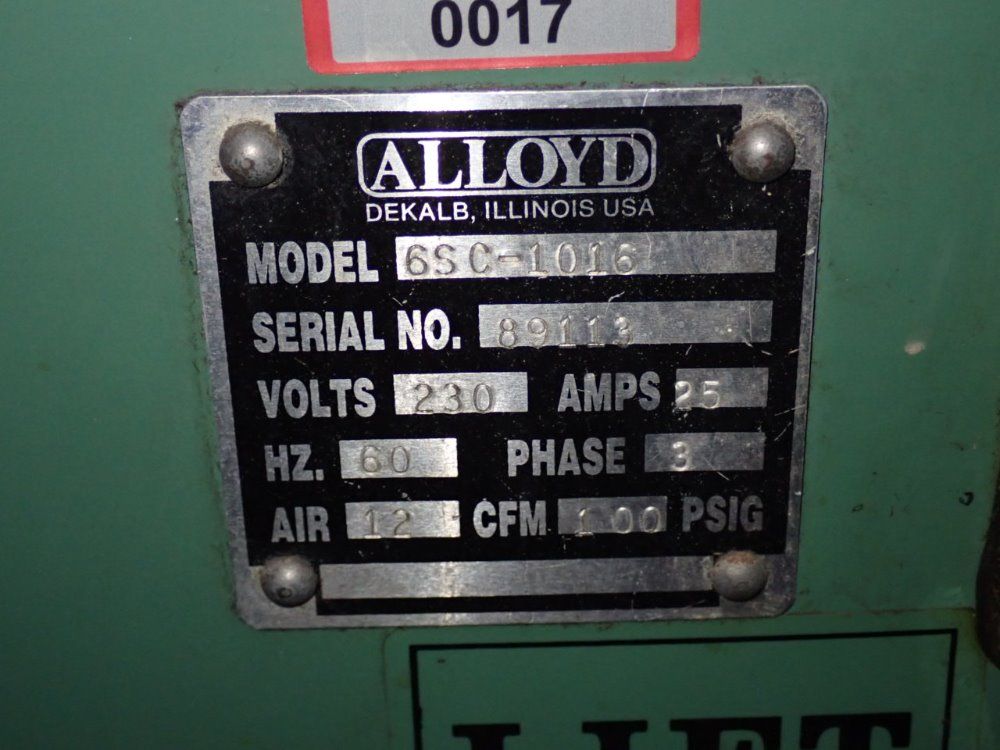 0017
ALLOYD
DEKALB, ILLINOIS USA
MODEL 6SC-1016
SERIAL NO. 89113
VOLTS 230 AMPS 25
HZ. 60 PHASE 3
AIR 12 CFM 100 PSIG
LIFT